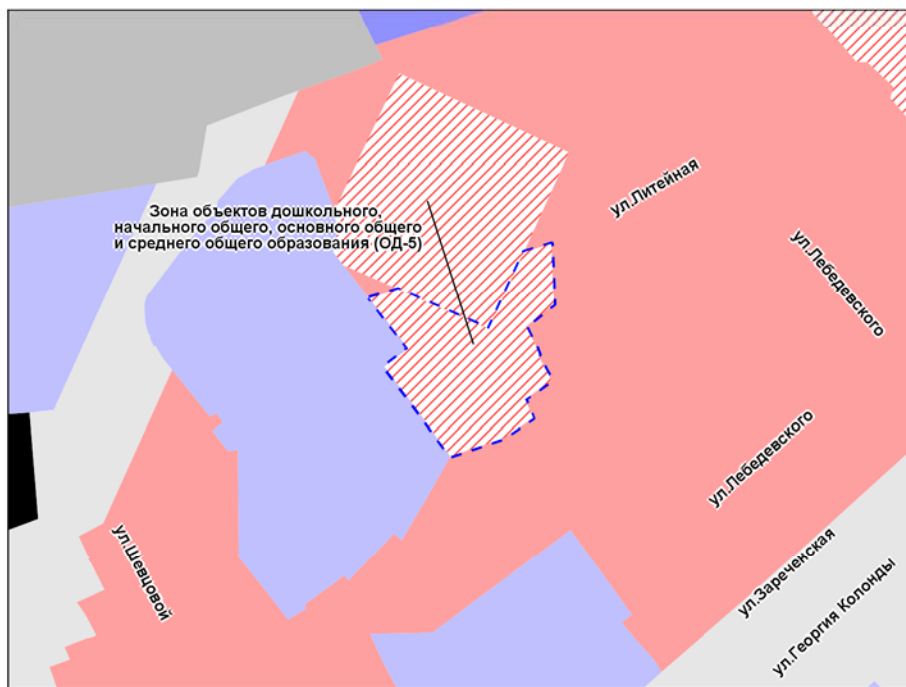 ул.Литейная
Зона объектов дошкольного,
начального общего, основного общего
и среднего общего образования (ОД-5)
ул.Лебедевского
ул.Лебедевского
ул.Шевцовой
ул.Зареченская
ул.Георгия Колонды